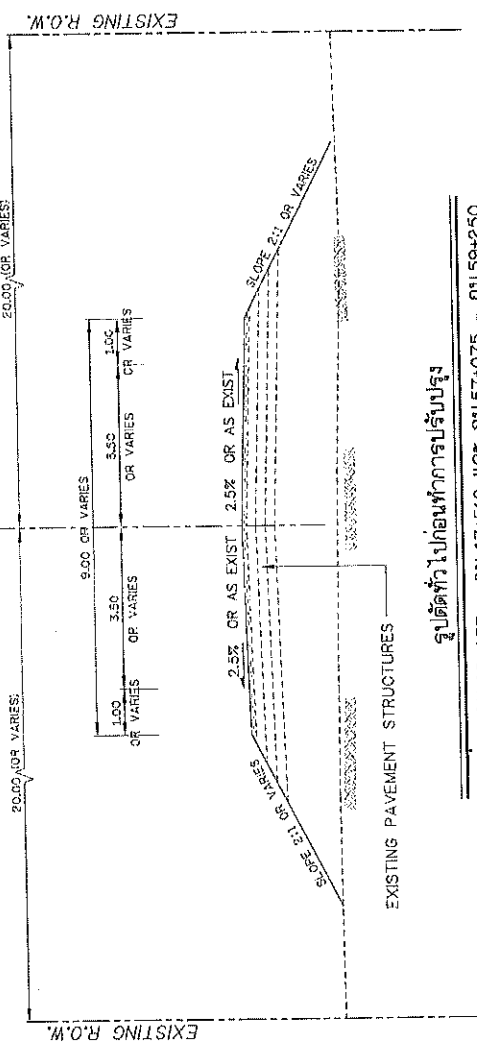 EXISTING R.O.W.
EXISTING R.O.W.
20.00 (OR VARIES)
20.00 (OR VARIES)
9.00 OR VARIES
1.00
OR VARIES
3.50
OR VARIES
3.50
OR VARIES
1.00
OR VARIES
SLOPE 2:1 OR VARIES
2.5% OR AS EXIST
2.5% OR AS EXIST
SLOPE 2:1 OR VARIES
EXISTING PAVEMENT STRUCTURES
รูปตัดทั่วไปก่อนทำการปรับปรุง